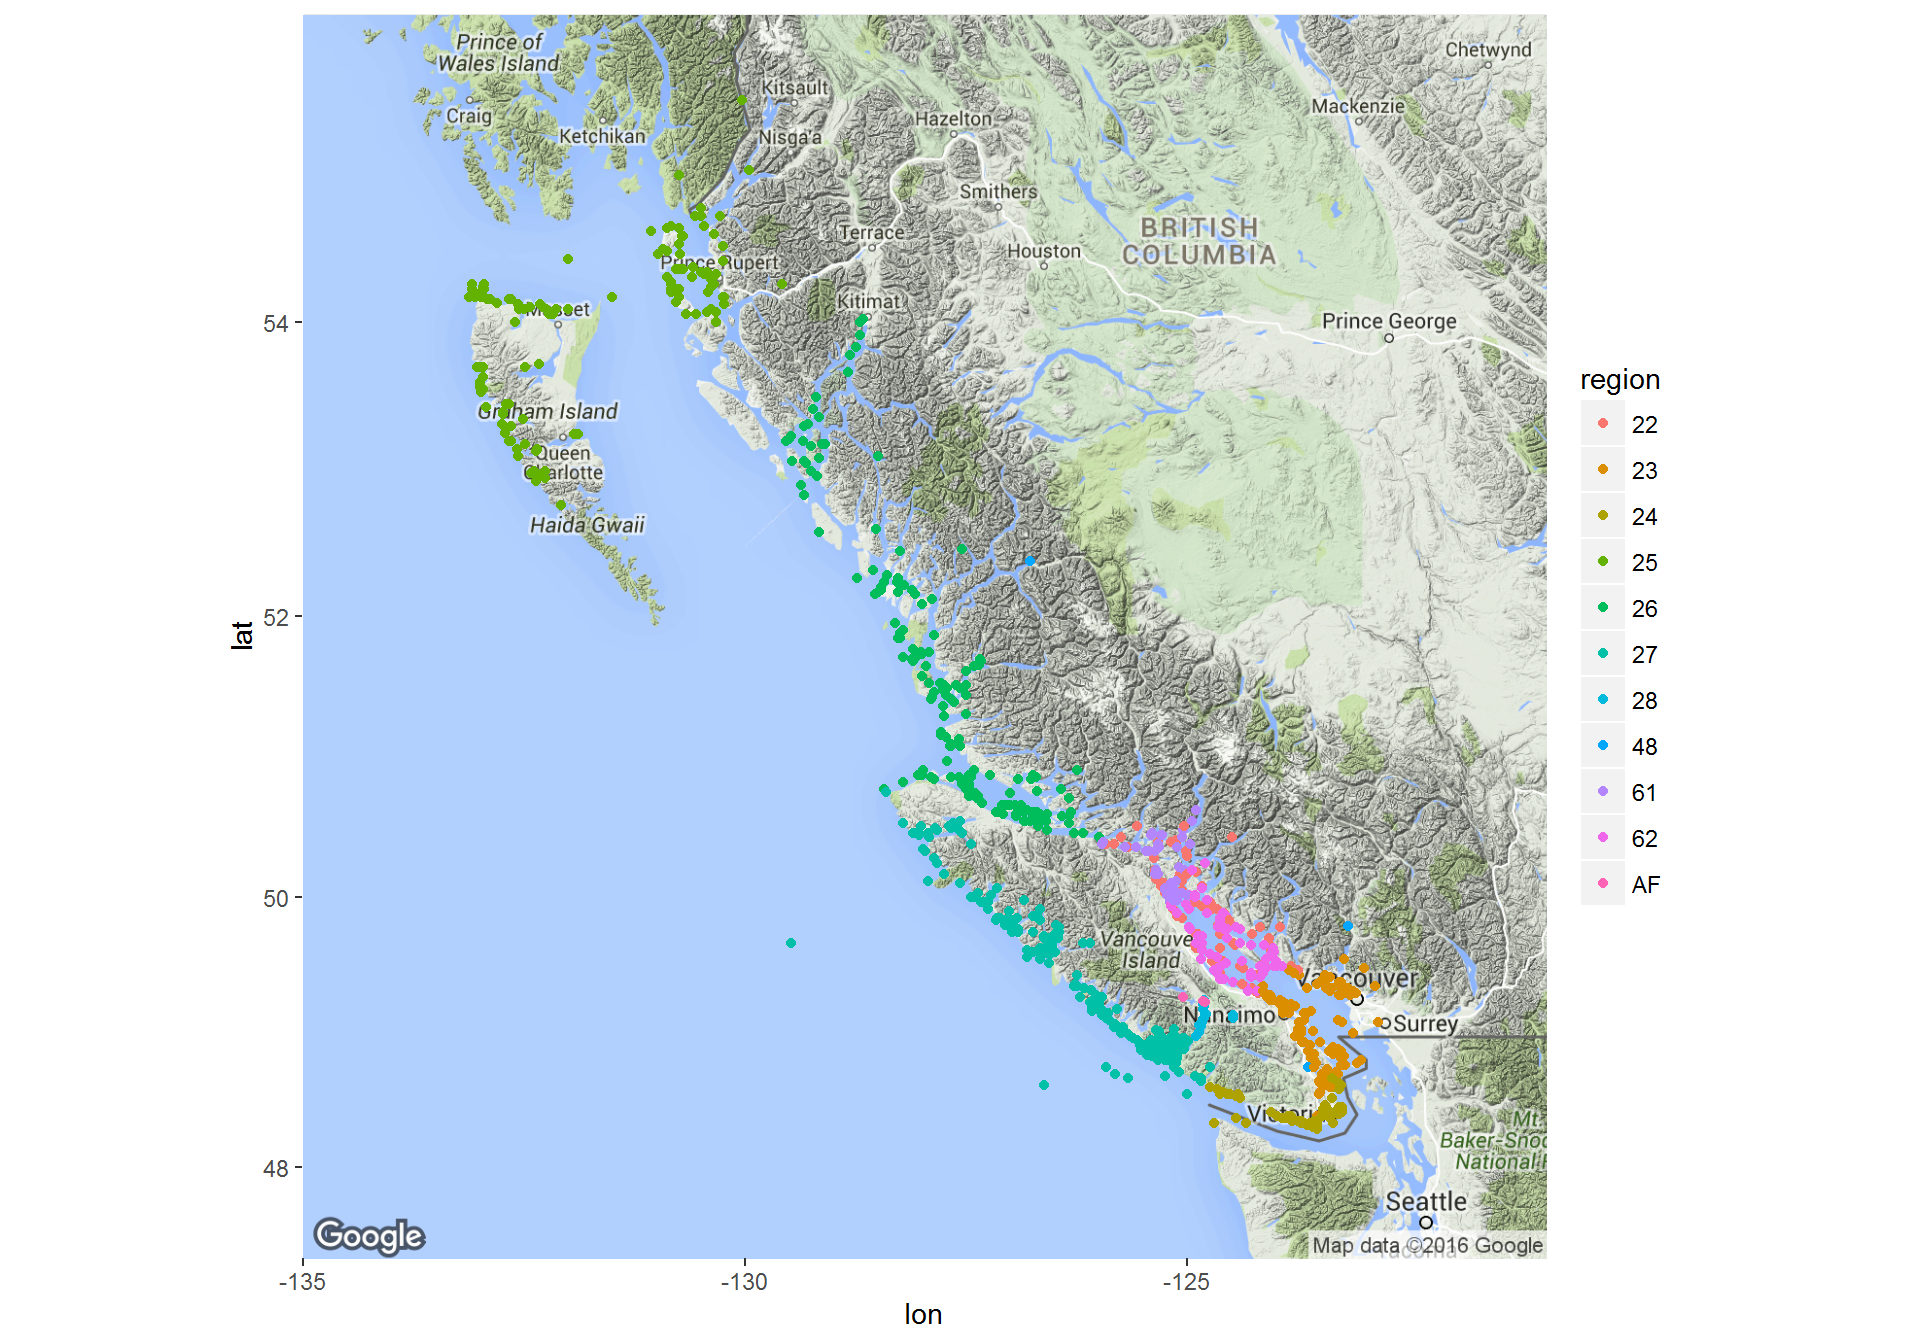 Prince of
Wales Island
Craig
Ketchikan
Kitsault
Nisga'a
Hazelton
Chetwynd
Mackenzie
Smithers
Terrace
BRITISH
COLUMBIA
Houston
Prince Rupert
Kitimat
Masset
Prince George
Graham Island
Queen
Charlotte
Haida Gwaii
Vancouver
Island
Vancouver
Nanaimo
Surrey
Victoria
Mt.
Baker-Snoq
National F
Seattle
Google
Map data ©2016 Google
54
52
50
48
lat
-135
-130
-125
lon
region
22
23
24
25
26
27
28
48
61
62
AF